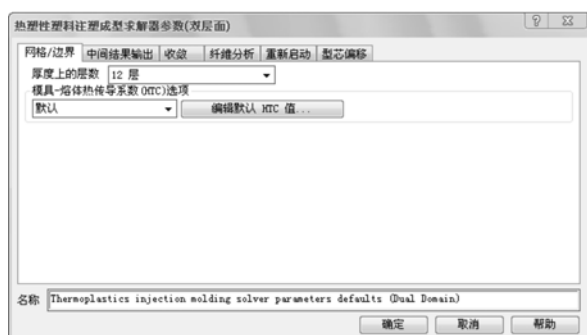 热塑性塑料注塑成型求解器参数(双层面)
网格/边界 中间结果输出 收敛 纤维分析 重新启动 型芯偏移
厚度上的层数 12 层
模具-熔体热传导系数(HTC)选项
默认 编辑默认 HTC 值...
名称 Thermoplastics injection molding solver parameters defaults (Dual Domain)
确定 取消 帮助